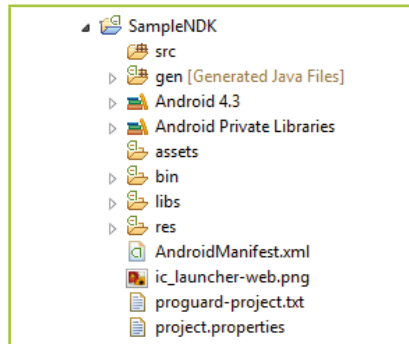 SampleNDK
src
gen [Generated Java Files]
Android 4.3
Android Private Libraries
assets
bin
libs
res
AndroidManifest.xml
ic_launcher-web.png
proguard-project.txt
project.properties